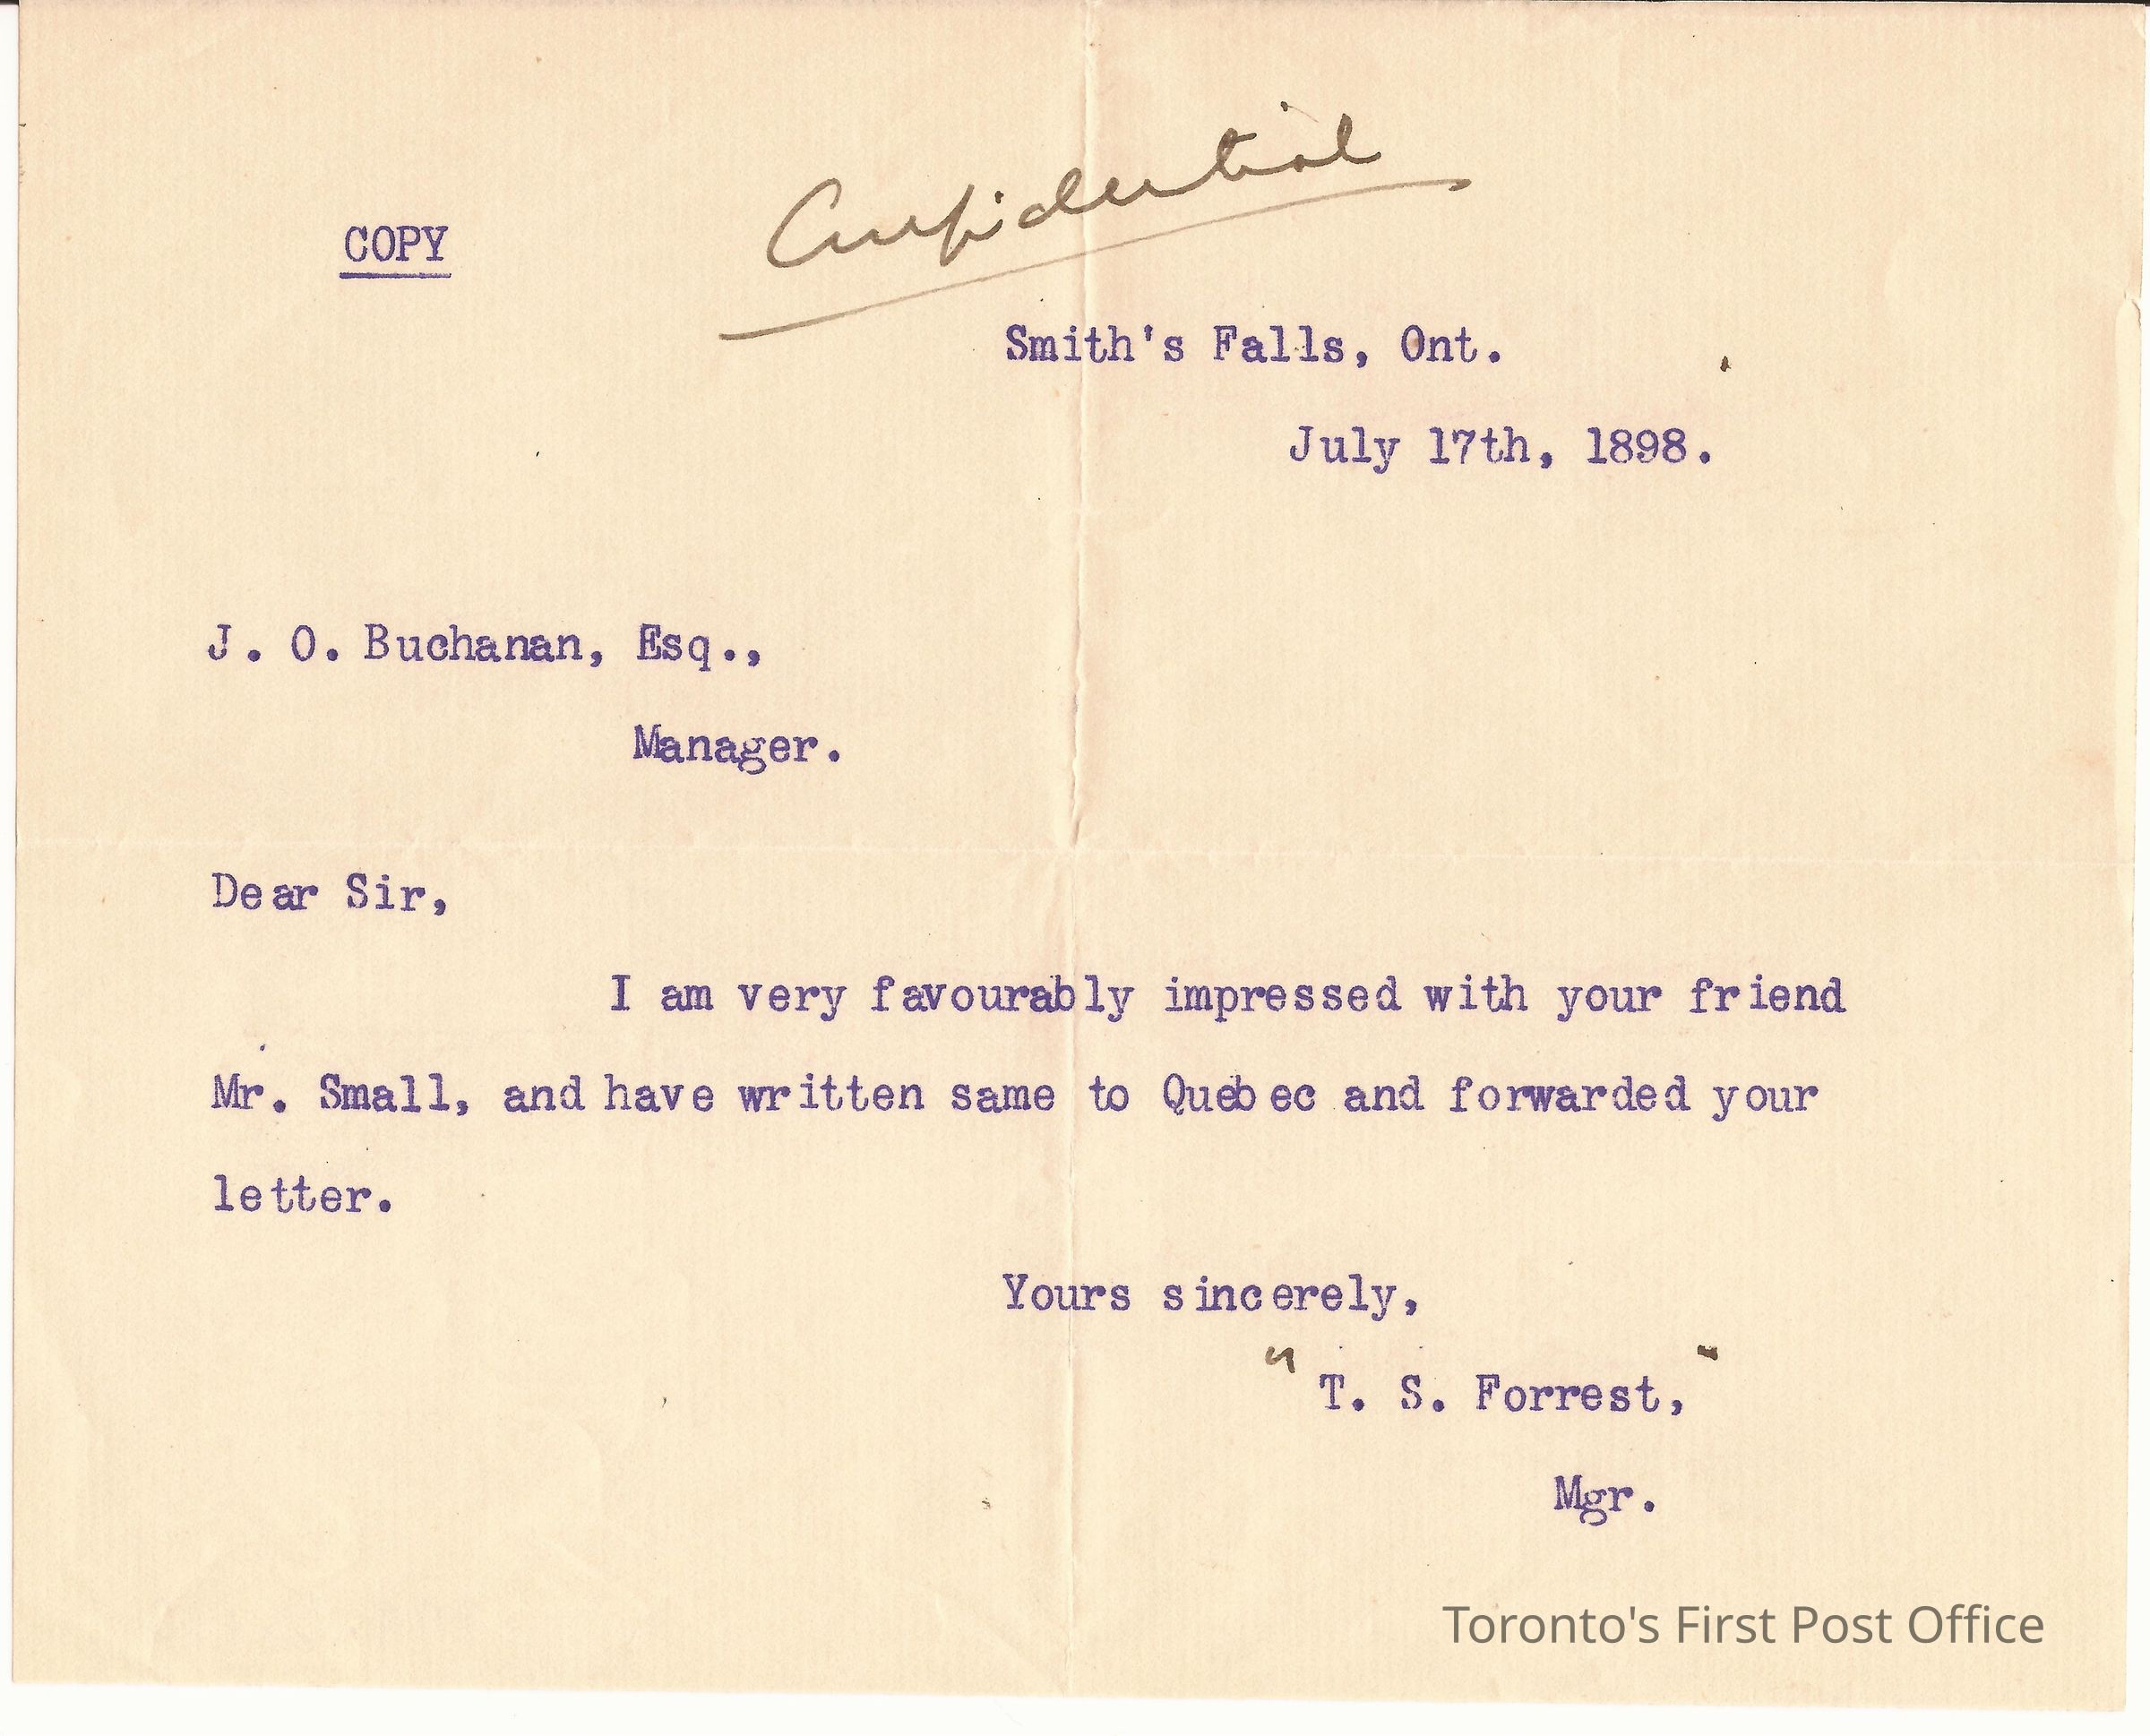 Confidential
COPY
Smith's Falls, Ont.
July 17th, 1898.
J. O. Buchanan, Esq.,
Manager.
Dear Sir,
I am very favourably impressed with your friend
Mr. Small, and have written same to Quebec and forwarded your
letter.
Yours sincerely,
"T. S. Forrest,"
Mgr.
Toronto's First Post Office